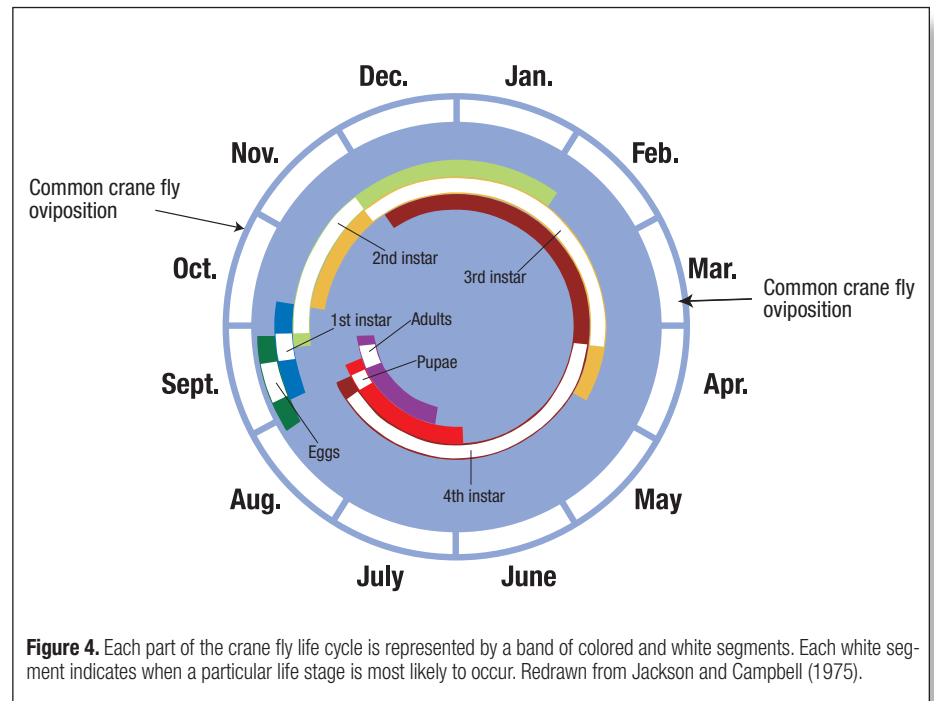 Dec.
Jan.
Nov.
Feb.
Common crane fly
oviposition
2nd instar
Oct.
3rd instar
Mar.
Common crane fly
oviposition
1st instar
Adults
Pupae
Sept.
Apr.
Eggs
4th instar
Aug.
May
July
June
Figure 4. Each part of the crane fly life cycle is represented by a band of colored and white segments. Each white seg-
ment indicates when a particular life stage is most likely to occur. Redrawn from Jackson and Campbell (1975).